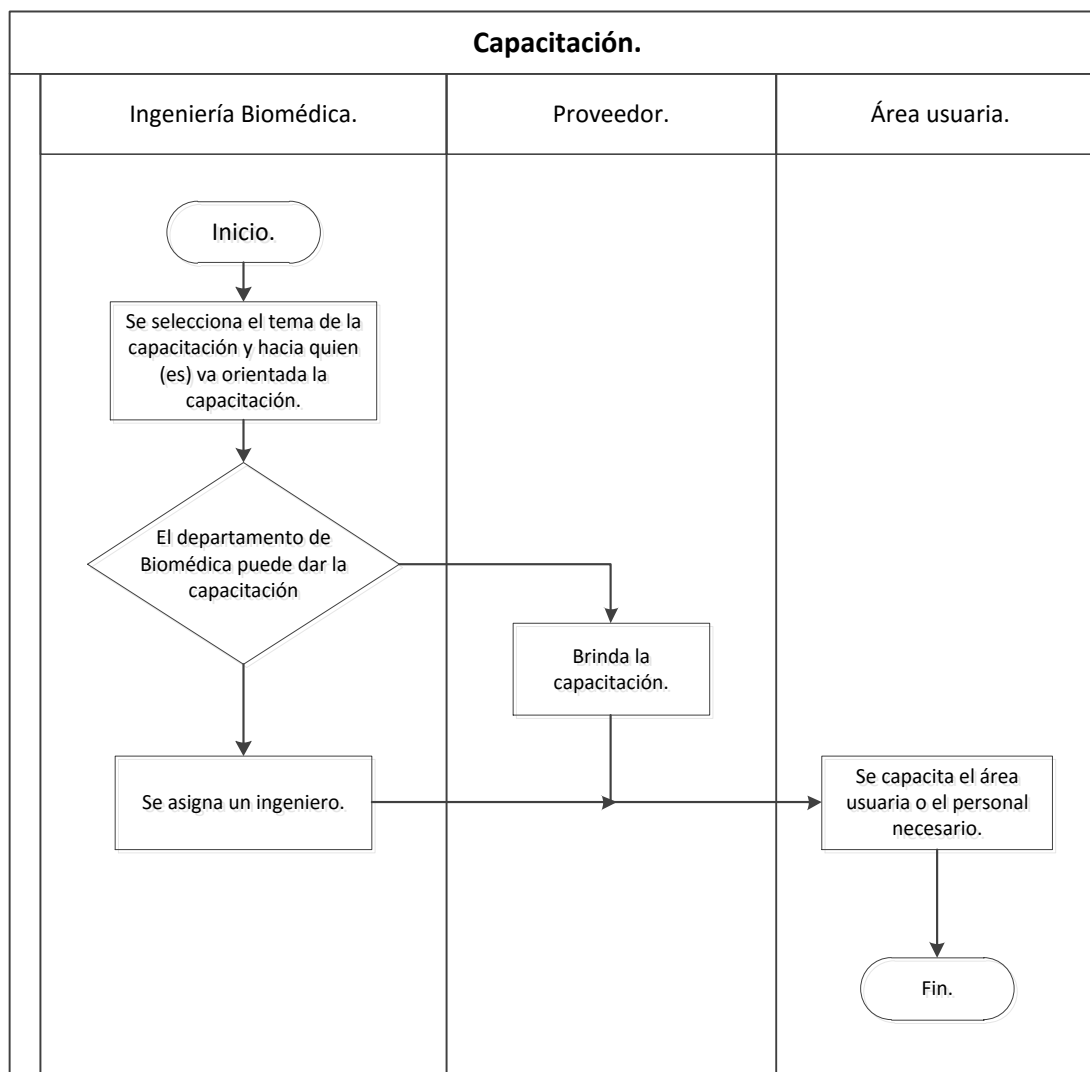 Capacitación.
Ingeniería Biomédica.
Proveedor.
Área usuaria.
Inicio.
Se selecciona el tema de la
capacitación y hacia quien
(es) va orientada la
capacitación.
El departamento de
Biomédica puede dar la
capacitación
Brinda la
capacitación.
Se asigna un ingeniero.
Se capacita el área
usuaria o el personal
necesario.
Fin.